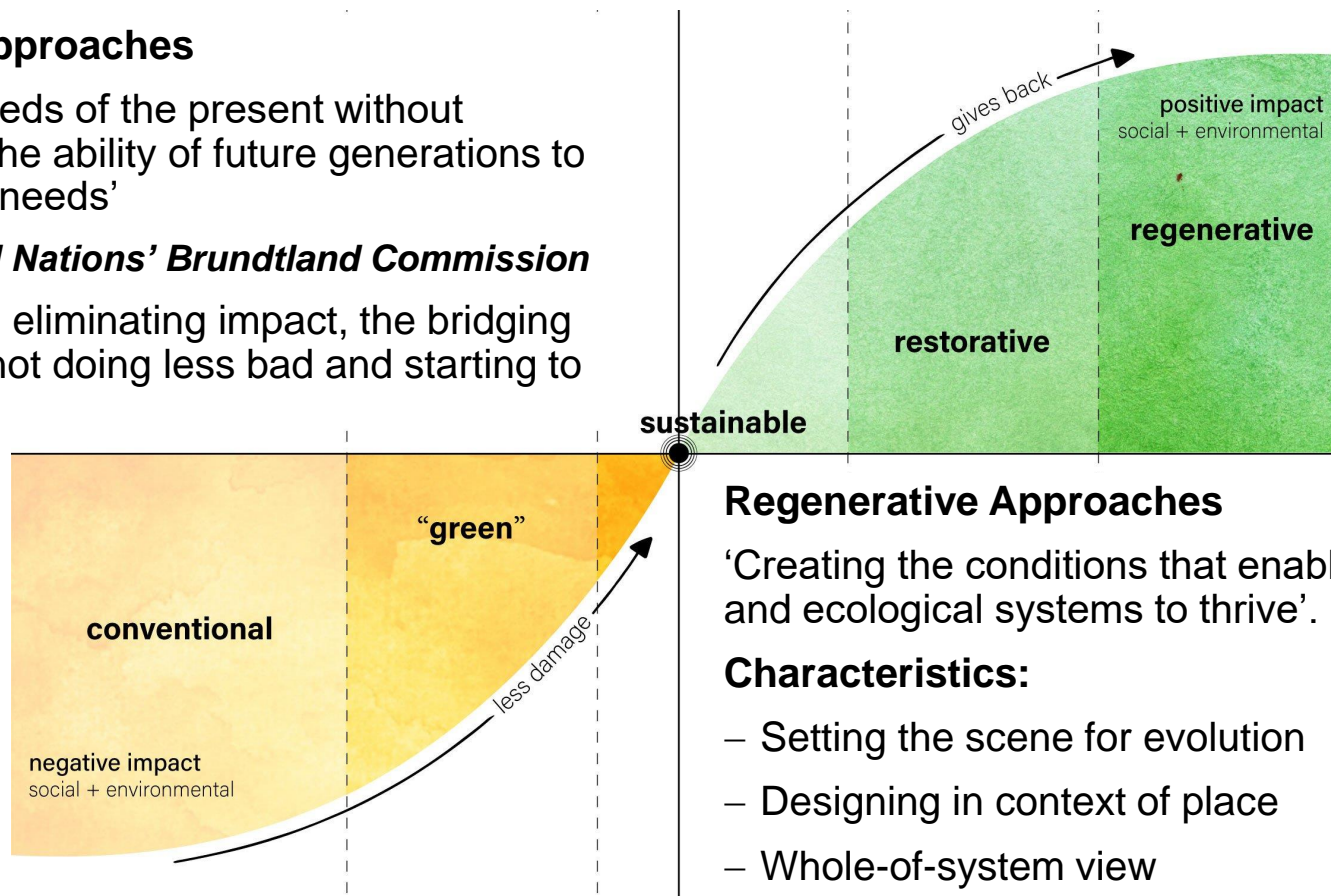 pproaches
eds of the present without
he ability of future generations to
needs’
Nations’ Brundtland Commission
eliminating impact, the bridging
not doing less bad and starting to
gives back
positive impact
social + environmental
regenerative
restorative
sustainable
“green”
conventional
less damage
negative impact
social + environmental
Regenerative Approaches
‘Creating the conditions that enabl
and ecological systems to thrive’.
Characteristics:
– Setting the scene for evolution
– Designing in context of place
– Whole-of-system view